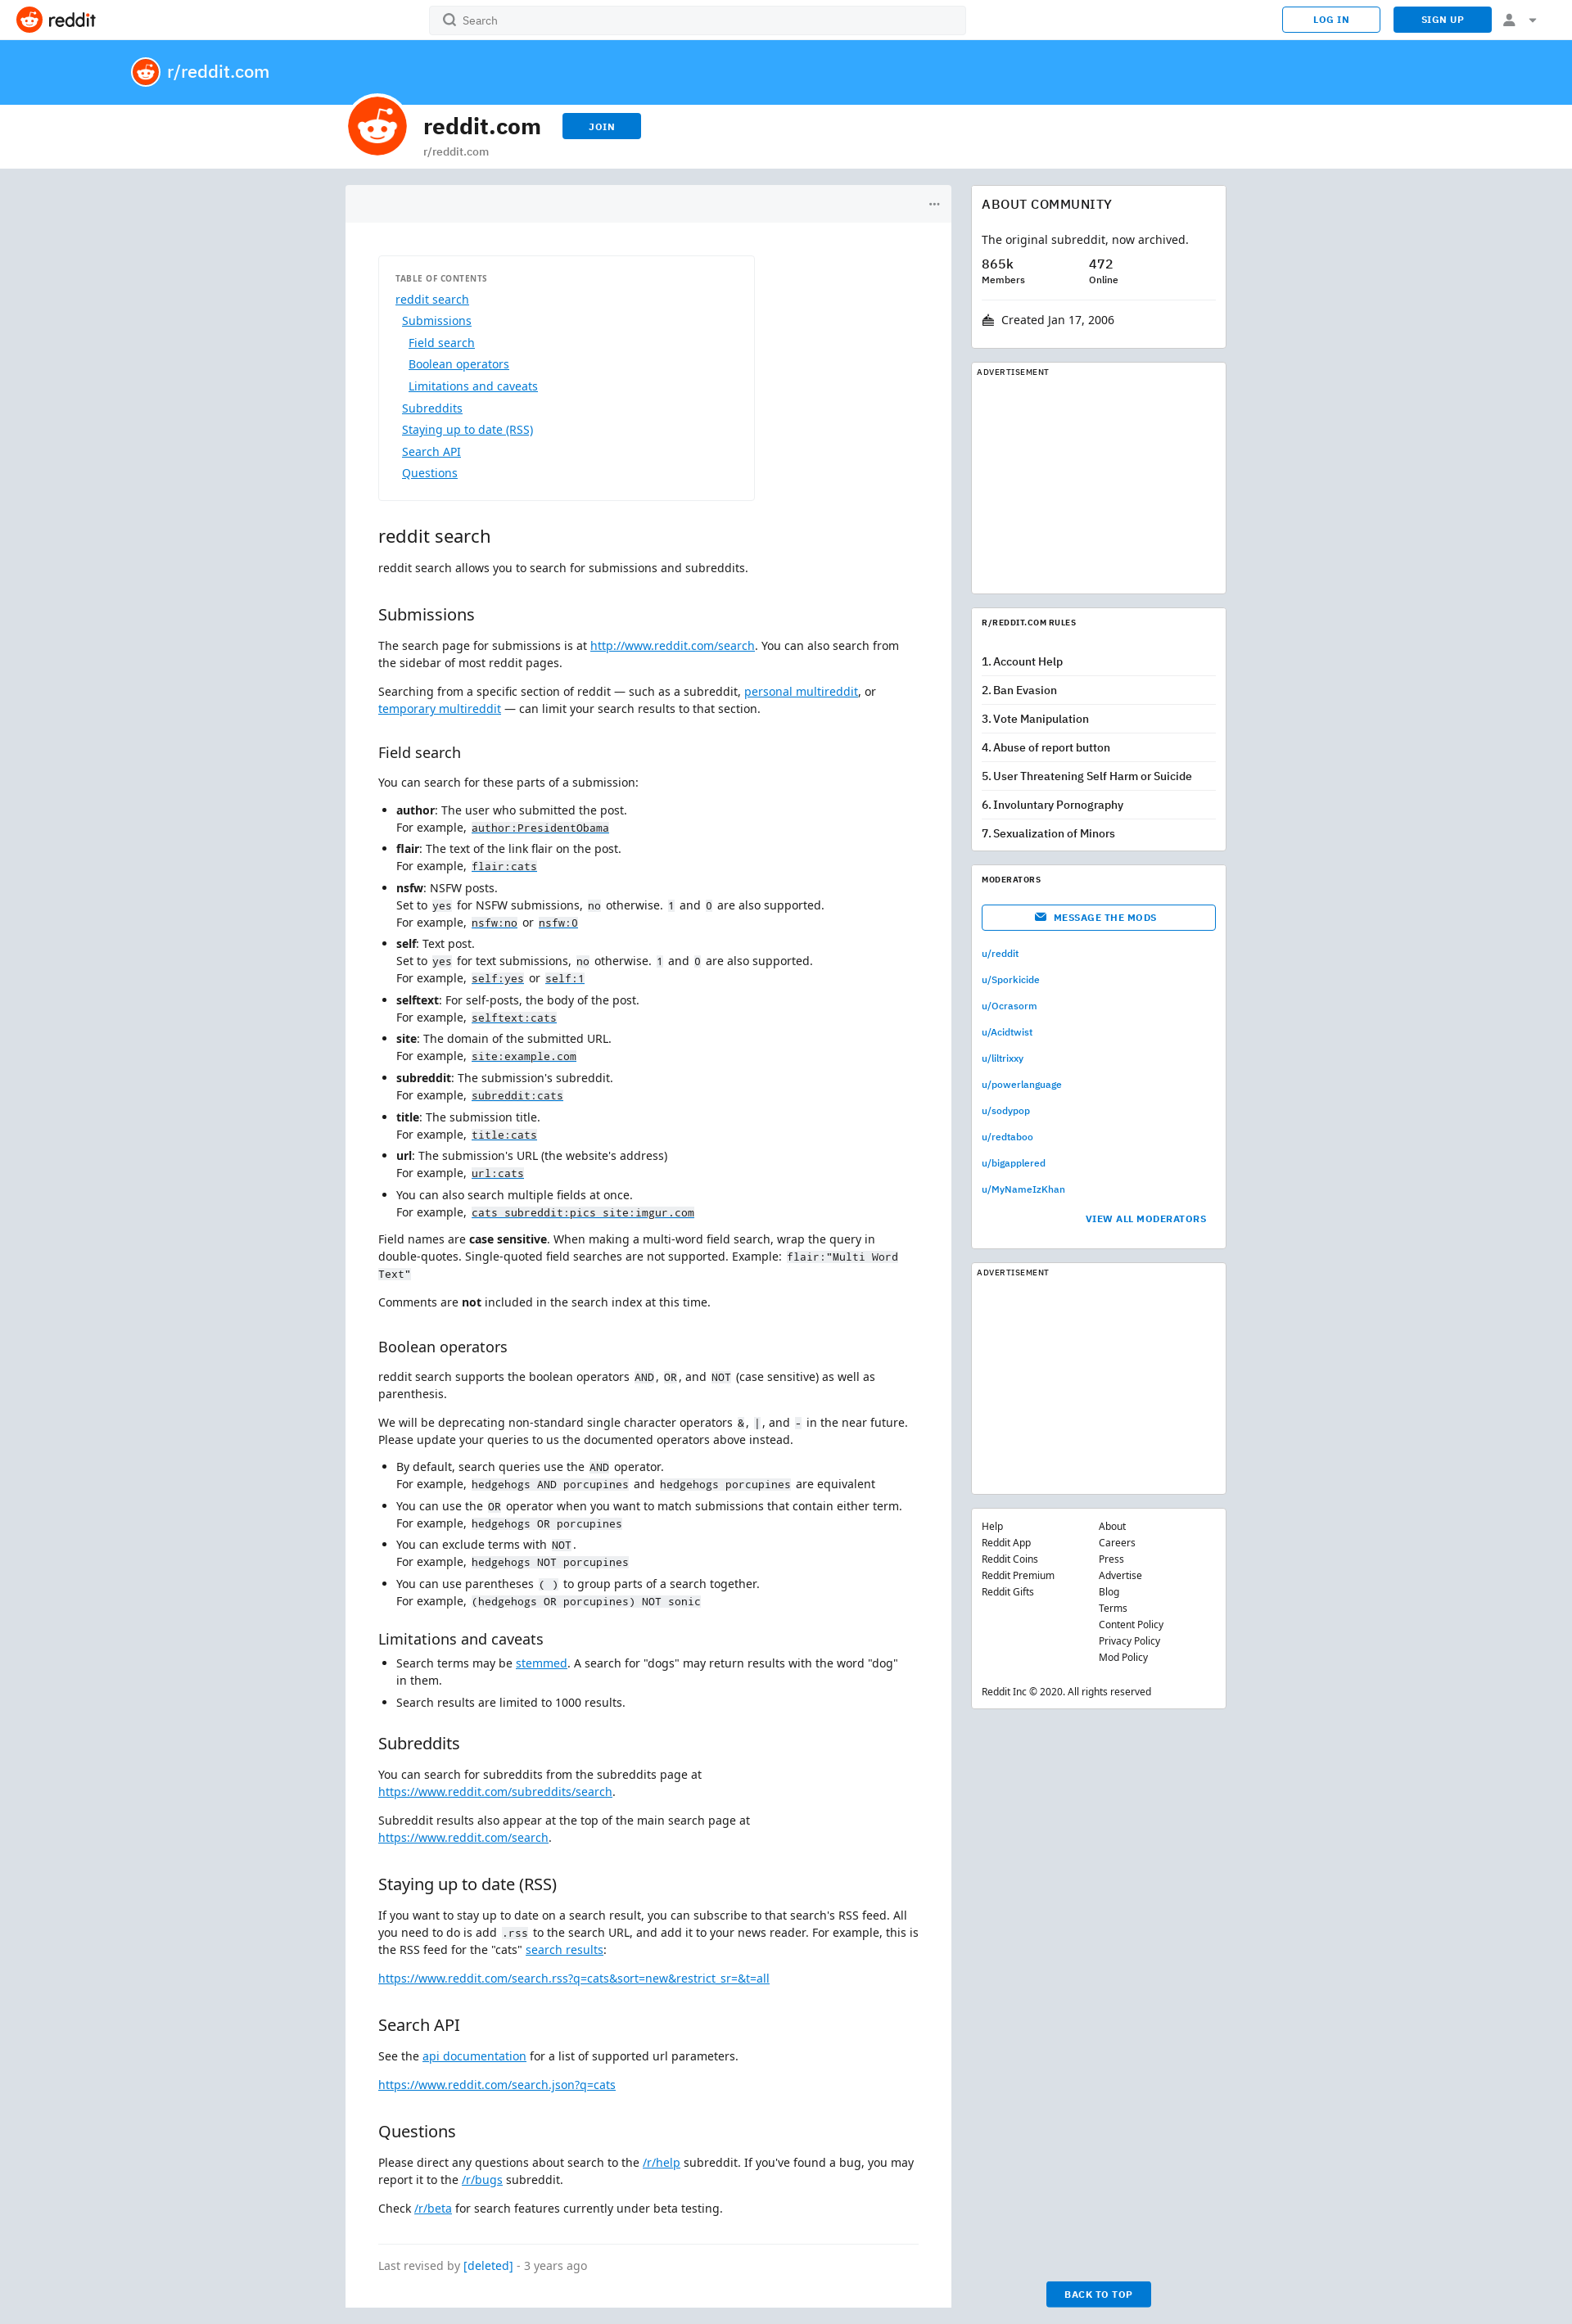 reddit
Search
LOG IN
SIGN UP
r/reddit.com
reddit.com
JOIN
r/reddit.com
TABLE OF CONTENTS
reddit search
Submissions
Field search
Boolean operators
Limitations and caveats
Subreddits
Staying up to date (RSS)
Search API
Questions
reddit search
reddit search allows you to search for submissions and subreddits.
Submissions
The search page for submissions is at http://www.reddit.com/search. You can also search from
the sidebar of most reddit pages.
Searching from a specific section of reddit — such as a subreddit, personal multireddit, or
temporary multireddit — can limit your search results to that section.
Field search
You can search for these parts of a submission:
• author: The user who submitted the post.
For example, author:PresidentObama
• flair: The text of the link flair on the post.
For example, flair:cats
• nsfw: NSFW posts.
Set to yes for NSFW submissions, no otherwise. 1 and 0 are also supported.
For example, nsfw:no or nsfw:0
• self: Text post.
Set to yes for text submissions, no otherwise. 1 and 0 are also supported.
For example, self:yes or self:1
• selftext: For self-posts, the body of the post.
For example, selftext:cats
• site: The domain of the submitted URL.
For example, site:example.com
• subreddit: The submission's subreddit.
For example, subreddit:cats
• title: The submission title.
For example, title:cats
• url: The submission's URL (the website's address)
For example, url:cats
• You can also search multiple fields at once.
For example, cats subreddit:pics site:imgur.com
Field names are case sensitive. When making a multi-word field search, wrap the query in
double-quotes. Single-quoted field searches are not supported. Example: flair:"Multi Word
Text"
Comments are not included in the search index at this time.
Boolean operators
reddit search supports the boolean operators AND, OR, and NOT (case sensitive) as well as
parenthesis.
We will be deprecating non-standard single character operators &, |, and - in the near future.
Please update your queries to us the documented operators above instead.
• By default, search queries use the AND operator.
For example, hedgehogs AND porcupines and hedgehogs porcupines are equivalent
• You can use the OR operator when you want to match submissions that contain either term.
For example, hedgehogs OR porcupines
• You can exclude terms with NOT.
For example, hedgehogs NOT porcupines
• You can use parentheses ( ) to group parts of a search together.
For example, (hedgehogs OR porcupines) NOT sonic
Limitations and caveats
• Search terms may be stemmed. A search for "dogs" may return results with the word "dog"
in them.
• Search results are limited to 1000 results.
Subreddits
You can search for subreddits from the subreddits page at
https://www.reddit.com/subreddits/search.
Subreddit results also appear at the top of the main search page at
https://www.reddit.com/search.
Staying up to date (RSS)
If you want to stay up to date on a search result, you can subscribe to that search's RSS feed. All
you need to do is add .rss to the search URL, and add it to your news reader. For example, this is
the RSS feed for the "cats" search results:
https://www.reddit.com/search.rss?q=cats&sort=new&restrict_sr=&t=all
Search API
See the api documentation for a list of supported url parameters.
https://www.reddit.com/search.json?q=cats
Questions
Please direct any questions about search to the /r/help subreddit. If you've found a bug, you may
report it to the /r/bugs subreddit.
Check /r/beta for search features currently under beta testing.
Last revised by [deleted] - 3 years ago
ABOUT COMMUNITY
The original subreddit, now archived.
865k
Members
472
Online
Created Jan 17, 2006
ADVERTISEMENT
R/REDDIT.COM RULES
1. Account Help
2. Ban Evasion
3. Vote Manipulation
4. Abuse of report button
5. User Threatening Self Harm or Suicide
6. Involuntary Pornography
7. Sexualization of Minors
MODERATORS
MESSAGE THE MODS
u/reddit
u/Sporkicide
u/Ocrasorm
u/Acidtwist
u/liltrixxy
u/powerlanguage
u/sodypop
u/redtaboo
u/bigapplered
u/MyNameIzKhan
VIEW ALL MODERATORS
ADVERTISEMENT
Help
Reddit App
Reddit Coins
Reddit Premium
Reddit Gifts
About
Careers
Press
Advertise
Blog
Terms
Content Policy
Privacy Policy
Mod Policy
Reddit Inc © 2020. All rights reserved
BACK TO TOP